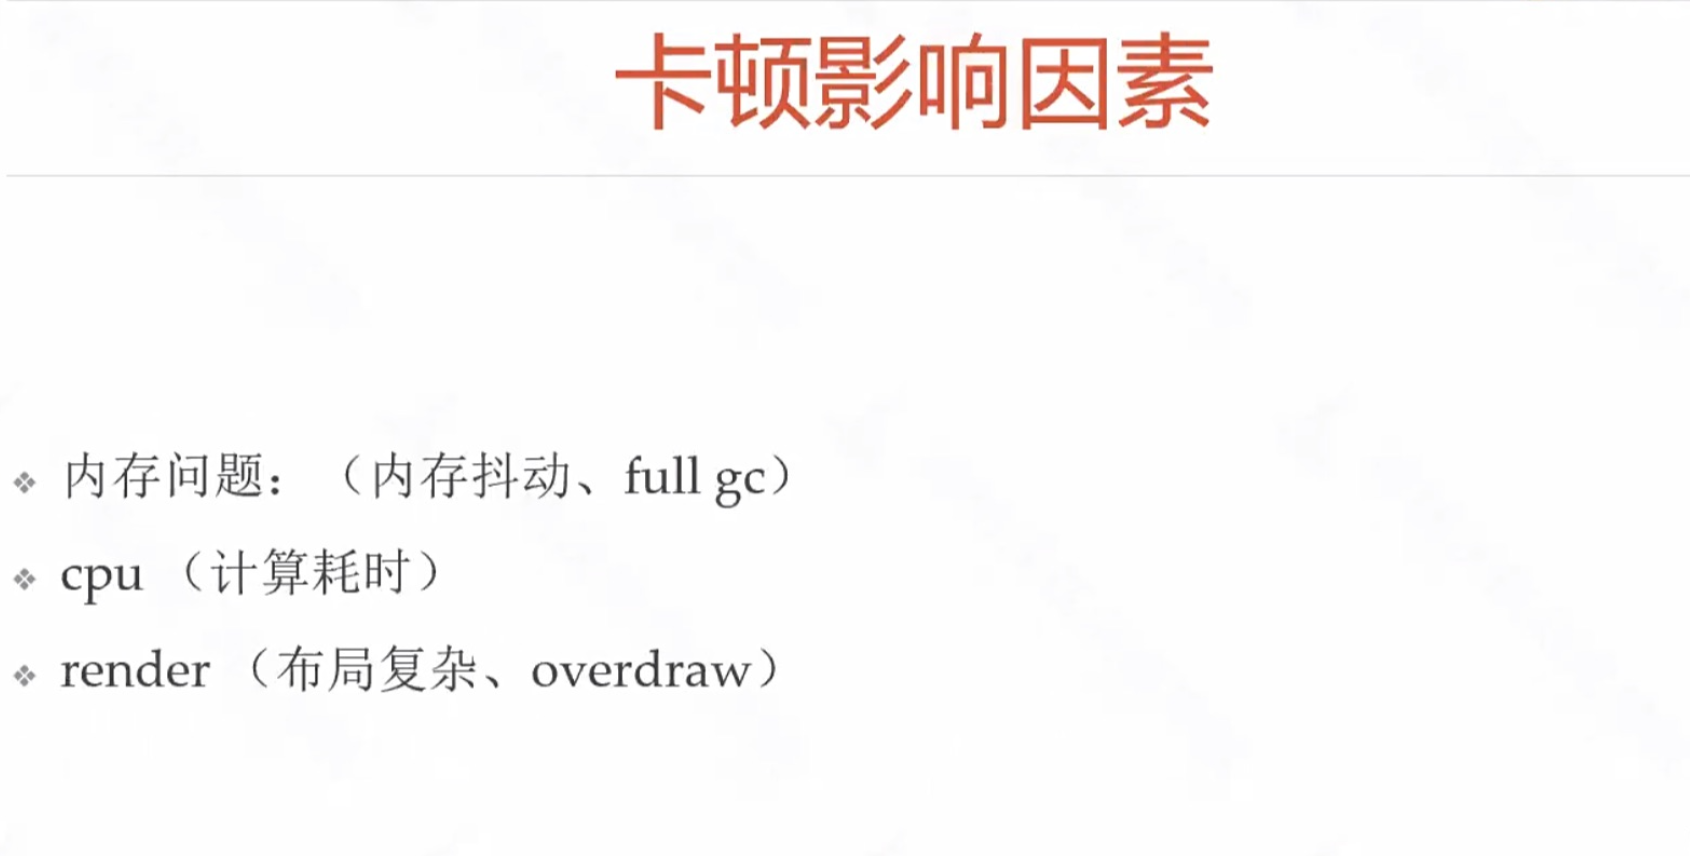 卡顿影响因素
内存问题：（内存抖动、full gc）
cpu （计算耗时）
render （布局复杂、overdraw）